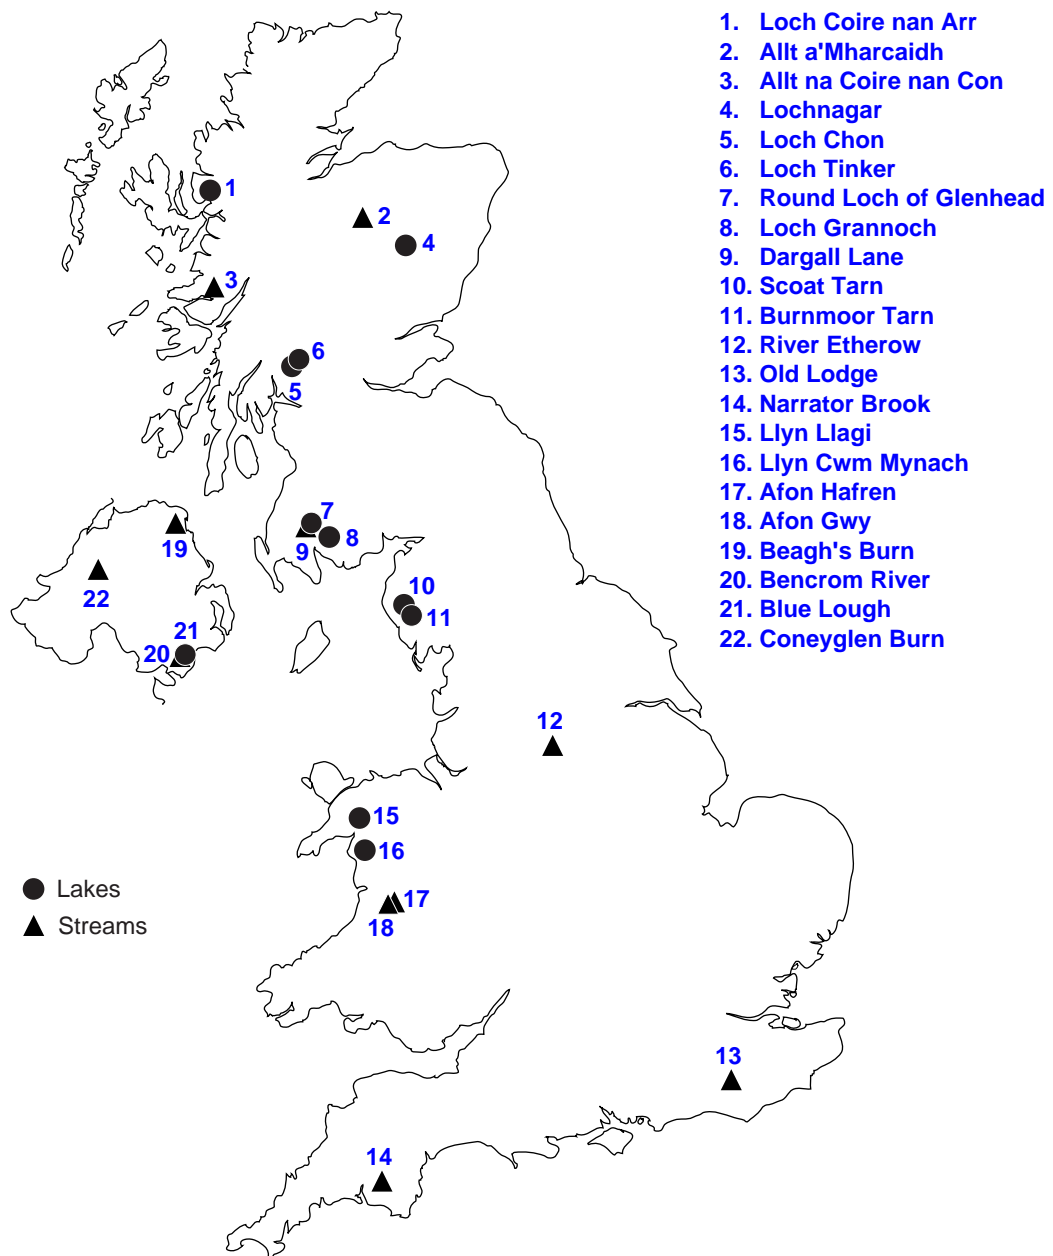 1. Loch Coire nan Arr
2. Allt a'Mharcaidh
3. Allt na Coire nan Con
4. Lochnagar
5. Loch Chon
6. Loch Tinker
7. Round Loch of Glenhead
8. Loch Grannoch
9. Dargall Lane
10. Scoat Tarn
11. Burnmoor Tarn
12. River Etherow
13. Old Lodge
14. Narrator Brook
15. Llyn Llagi
16. Llyn Cwm Mynach
17. Afon Hafren
18. Afon Gwy
19. Beagh's Burn
20. Bencrom River
21. Blue Lough
22. Coneyglen Burn
1
2
4
3
6
5
7
8
9
19
22
10
11
21
20
12
15
16
17
18
13
14
Lakes
Streams